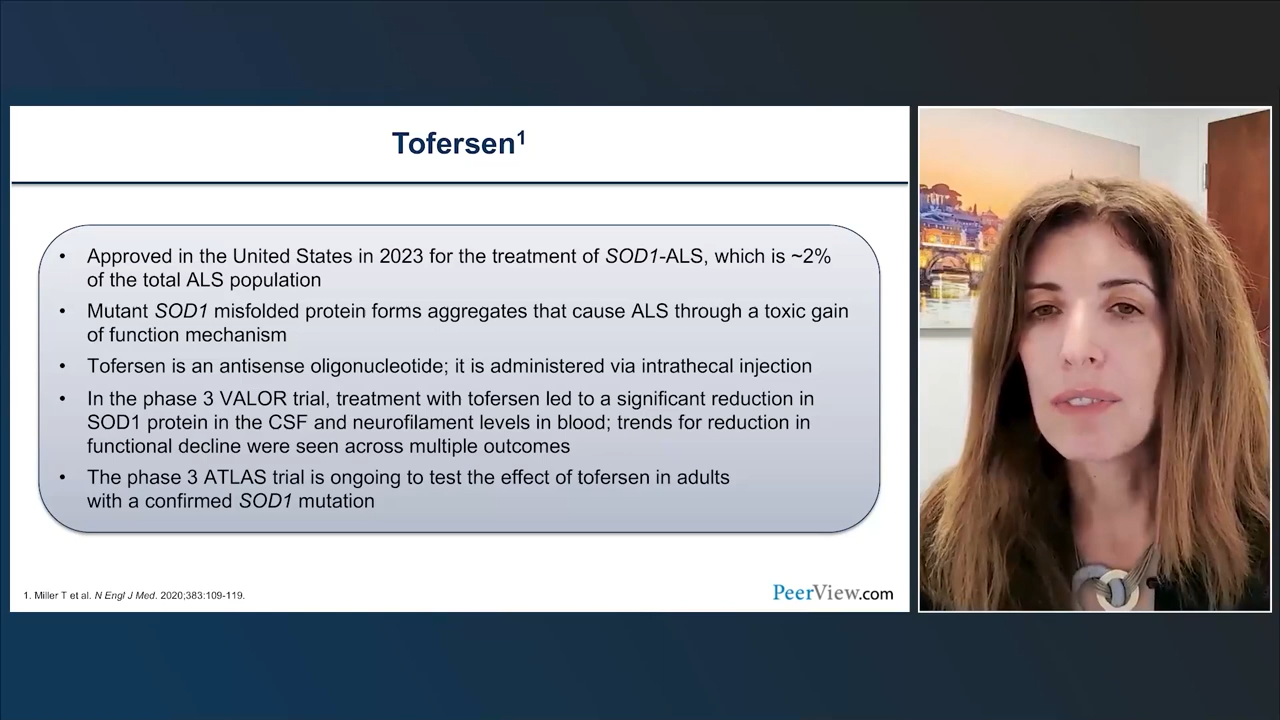 Tofersen1
• Approved in the United States in 2023 for the treatment of SOD1-ALS, which is ~2%
of the total ALS population
• Mutant SOD1 misfolded protein forms aggregates that cause ALS through a toxic gain
of function mechanism
• Tofersen is an antisense oligonucleotide; it is administered via intrathecal injection
• In the phase 3 VALOR trial, treatment with tofersen led to a significant reduction in
SOD1 protein in the CSF and neurofilament levels in blood; trends for reduction in
functional decline were seen across multiple outcomes
• The phase 3 ATLAS trial is ongoing to test the effect of tofersen in adults
with a confirmed SOD1 mutation
1. Miller T et al. N Engl J Med. 2020;383:109-119.
PeerView.com